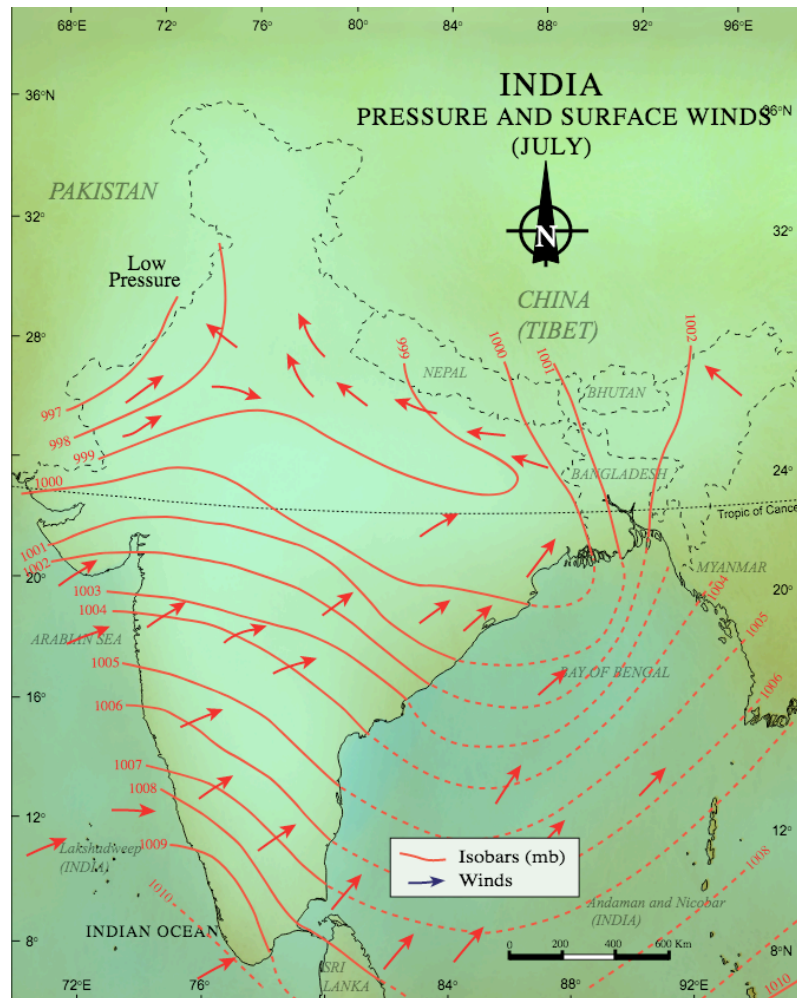 68°E
72°
76°
80°
84°
88°
92°
96°E
INDIA
PRESSURE AND SURFACE WINDS
(JULY)
36°N
36°N
PAKISTAN
N
32°
32°
Low
Pressure
CHINA
(TIBET)
1002
28°
28°
999
1000
1001
NEPAL
BHUTAN
997
998
999
24°
24°
BANGLADESH
1000
Tropic of Cance
1001
1002
MYANMAR
20°
20°
1003
1004
1004
ARABIAN SEA
1005
1005
BAY OF BENGAL
1006
16°
16°
1006
1007
1008
12°
12°
Lakshadweep
(INDIA)
1009
Isobars (mb)
Winds
1008
1010
Andaman and Nicobar
(INDIA)
INDIAN OCEAN
8°
8°N
0 200 400 600 Km
SRI
LANKA
1010
72°E
76°
80°
84°
88°
92°E